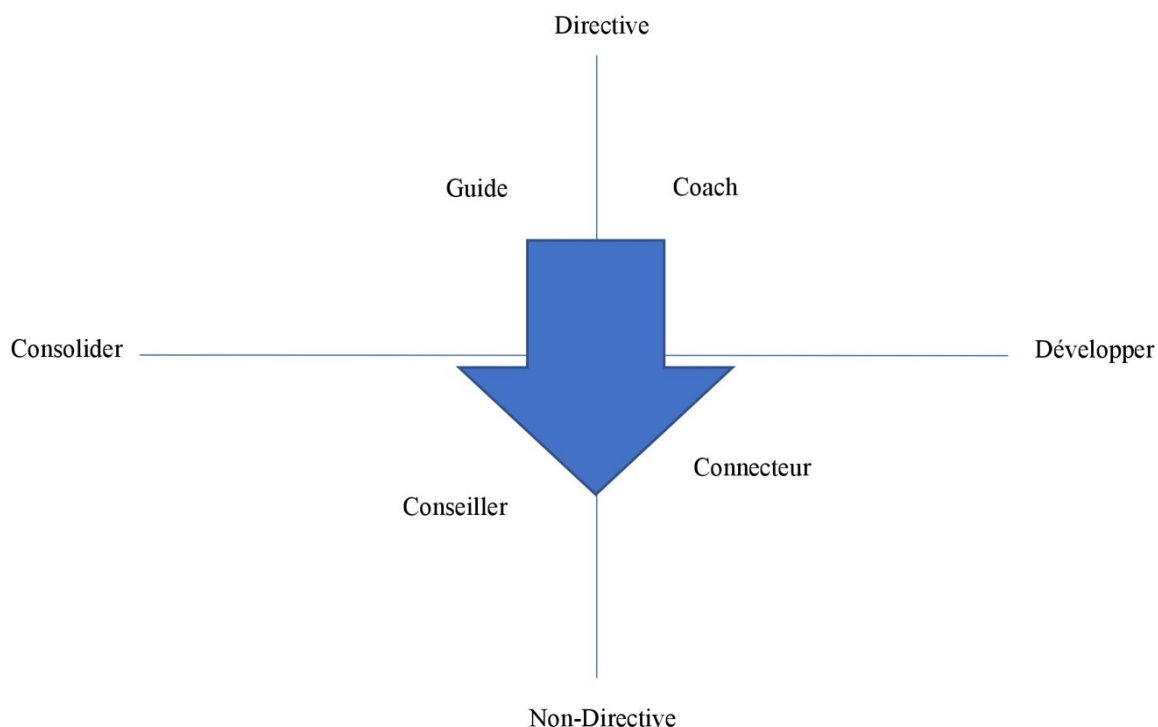 Directive
Guide
Coach
Consolider
Développer
Connecteur
Conseiller
Non-Directive